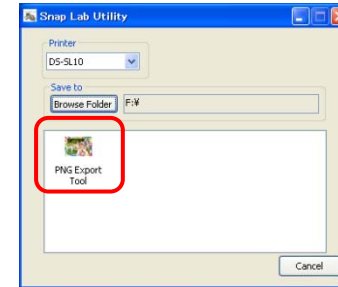 Snap Lab Utility
Printer
DS-SL10
Save to
Browse Folder
F:¥
PNG Export
Tool
Cancel